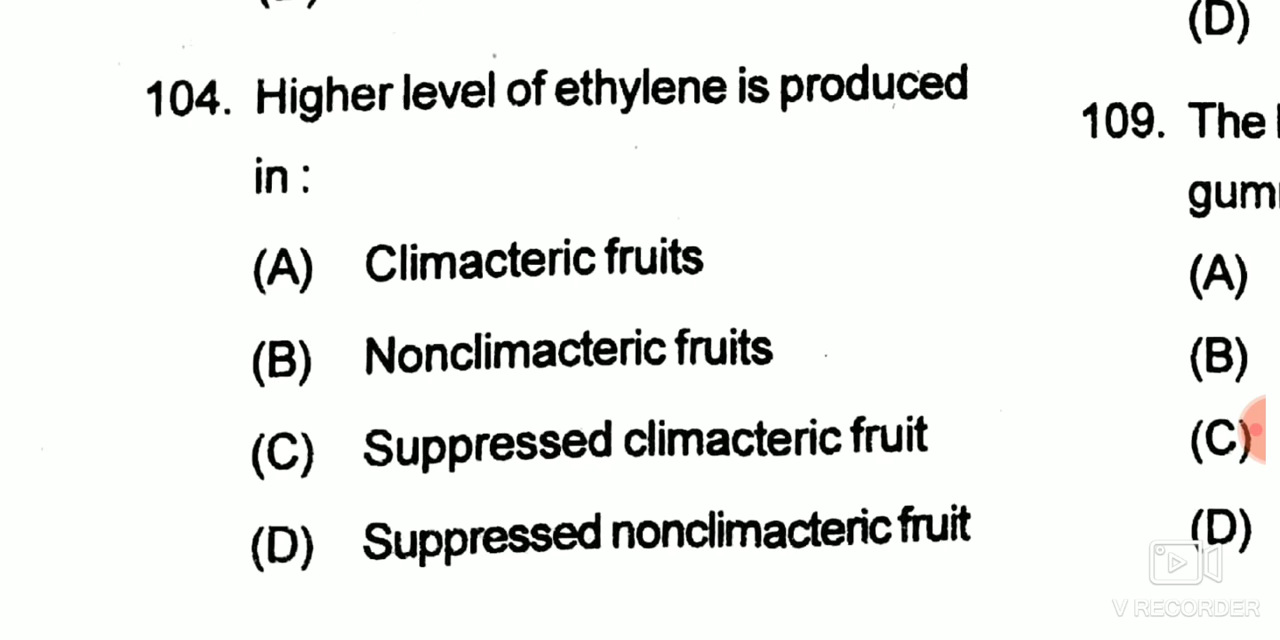 (D)
104. Higher level of ethylene is produced
in :
(A) Climacteric fruits
(B) Nonclimacteric fruits
(C) Suppressed climacteric fruit
(D) Suppressed nonclimacteric fruit
109. The
gum
(A)
(B)
(C)
(D)
V RECORDER